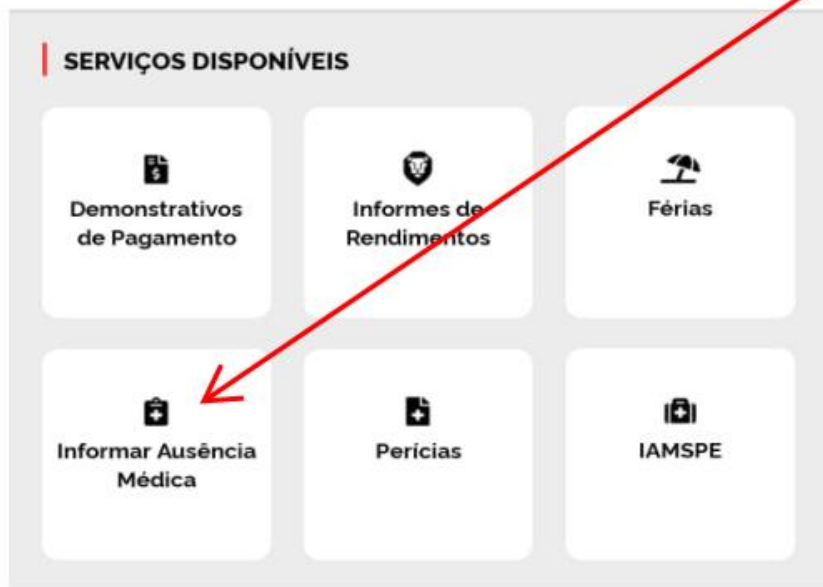 SERVIÇOS DISPONÍVEIS
Demonstrativos
de Pagamento
Informes de
Rendimentos
Férias
Informar Ausência
Médica
Perícias
IAMSPE